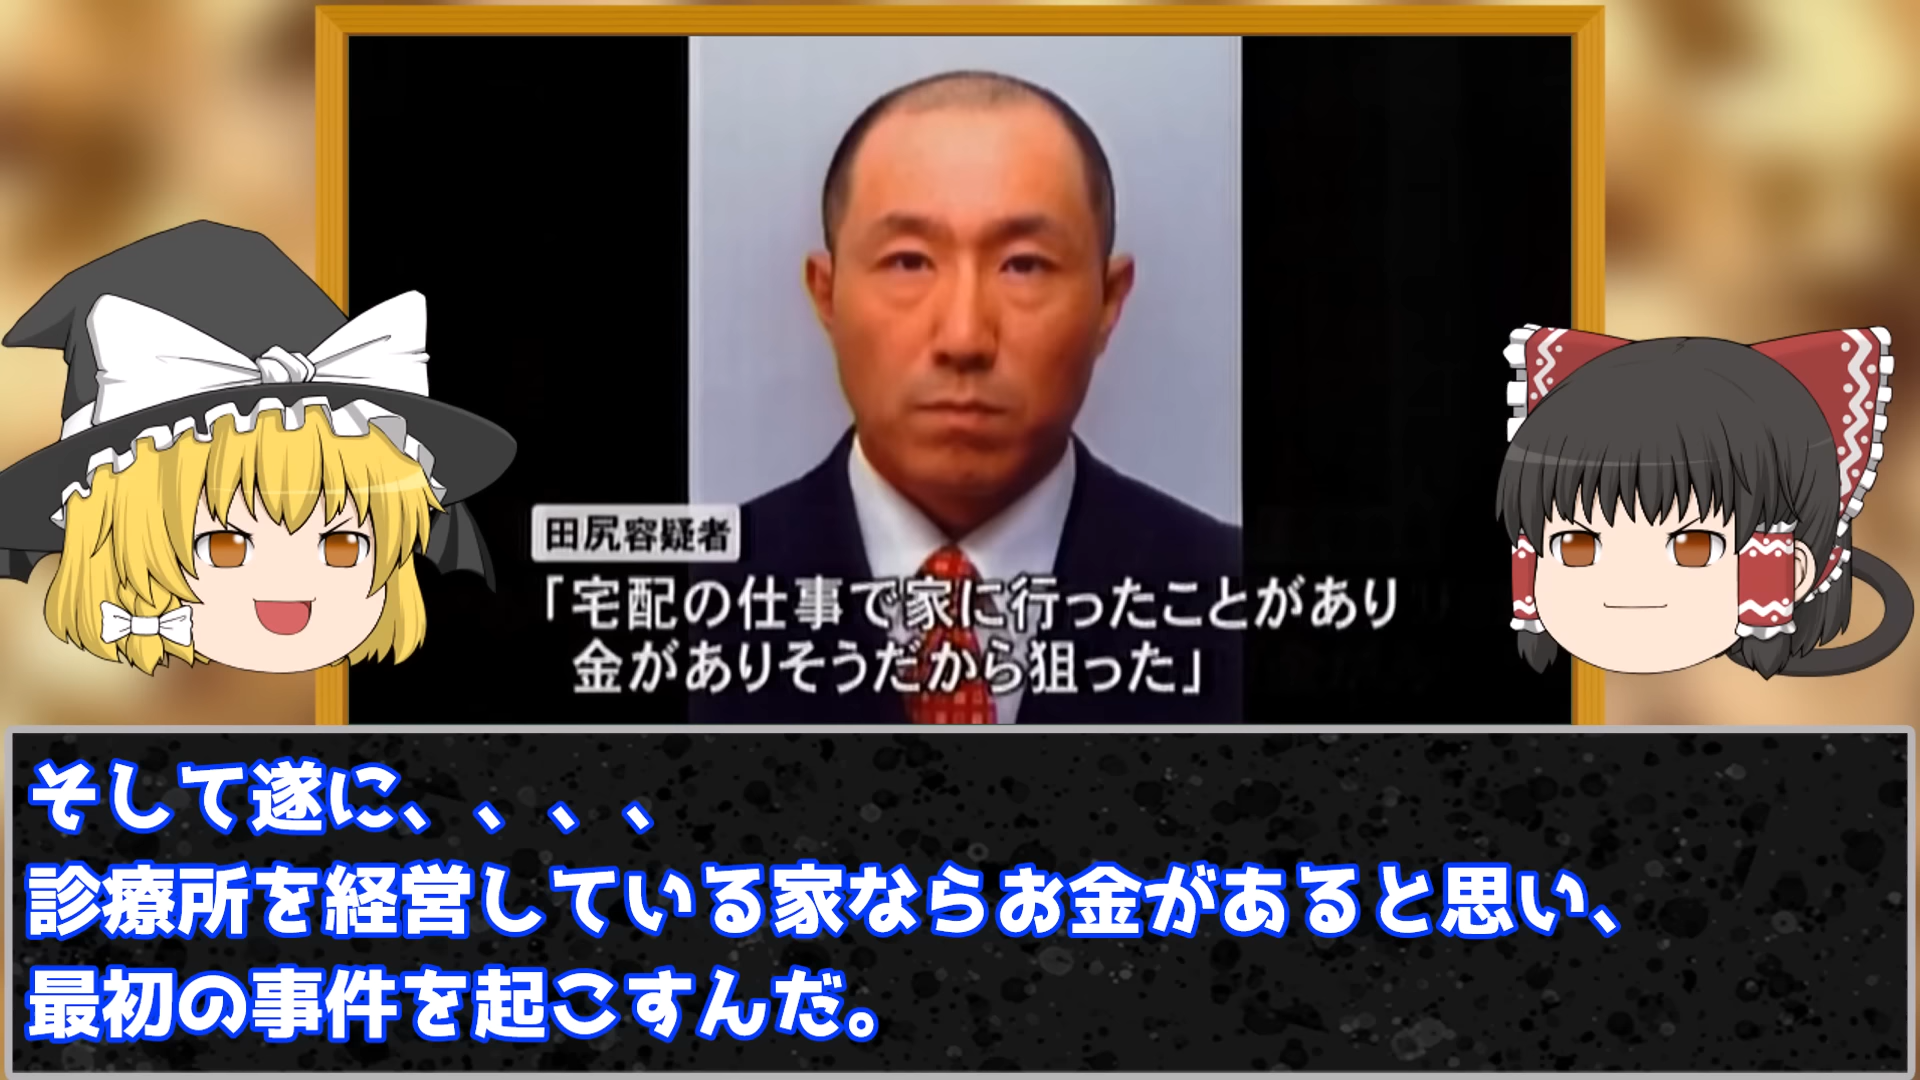 田尻容疑者
「宅配の仕事で家に行ったことがあり
金がありそうだから狙った」
そして遂に、、、、
診療所を経営している家ならお金があると思い、
最初の事件を起こすんだ。